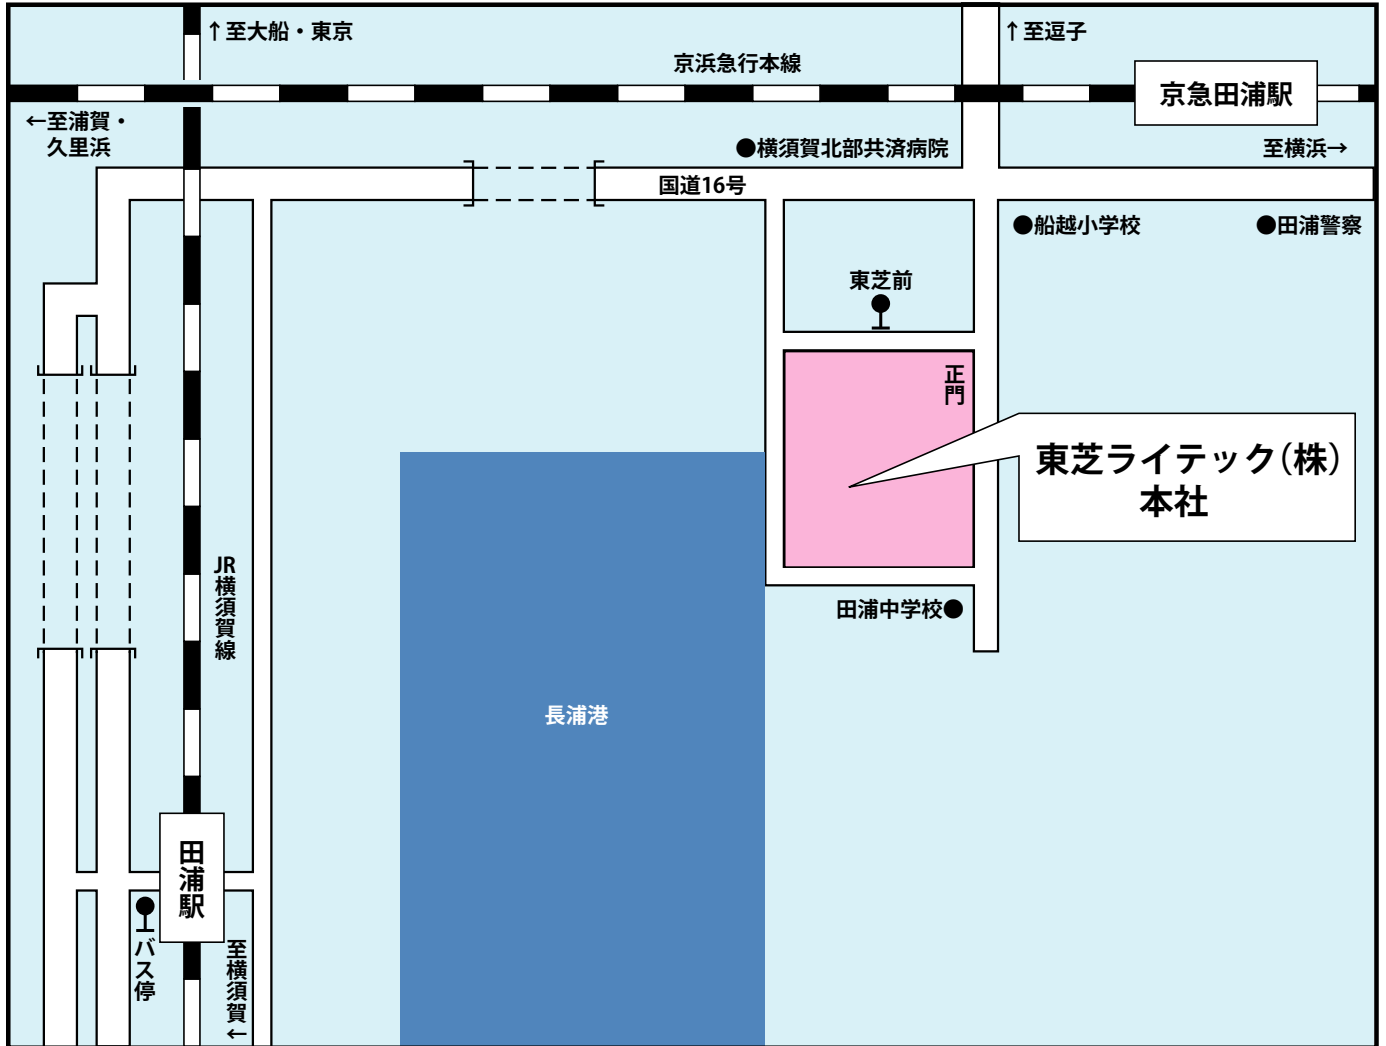 ↑至大船・東京
↑至逗子
京浜急行本線
京急田浦駅
←至浦賀・
久里浜
●横須賀北部共済病院
至横浜→
国道16号
●船越小学校
●田浦警察
東芝前
正門
東芝ライテック(株)
本社
JR横須賀線
田浦中学校●
長浦港
田浦駅
バス停
至横須賀←